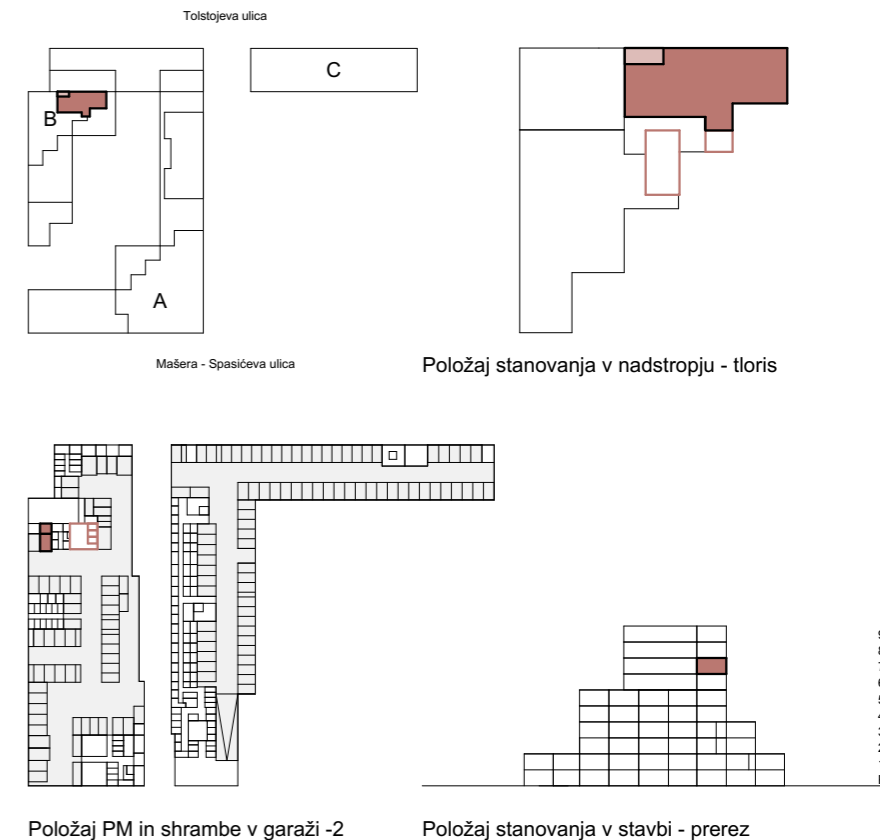 Tolstojeva ulica
C
B
A
Mašera - Spasićeva ulica
Položaj stanovanja v nadstropju - tloris
Položaj PM in shrambe v garaži -2
Položaj stanovanja v stavbi - prerez